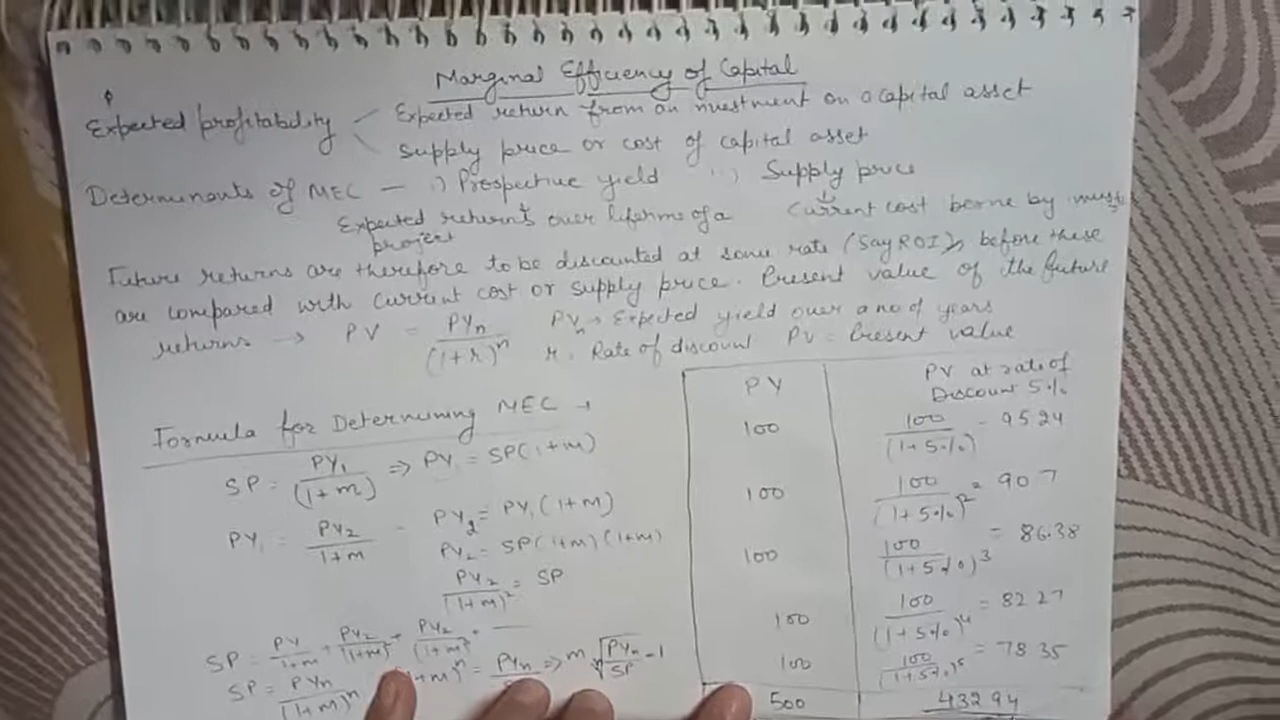 Marginal Efficiency of Capital
Expected profitability < Expected return from an investment on a capital asset
supply price or cost of capital asset
Determinants of MEC — i) Prospective yield ii) Supply price
Expected returns over lifetime of a project
Current cost borne by
Future returns are therefore to be discounted at some rate (Say ROI), before these
are compared with current cost or supply price. Present value of the future
returns → PV = PYn/(1+r)^n PYn → Expected yield over a no of years
r. Rate of discount PV = Present value
Formula for Determining MEC →
SP = PY1/(1+m) ⇒ PY1 = SP(1+m)
PY1 = PY2/1+m = PY2 = PY1(1+m)
PY2 = SP(1+m)(1+m)
PY2/(1+m)² = SP
SP = PY/1+m + PY2/(1+m)² + PY2/(1+m)³
SP = PYn/(1+m)^n 1+m)^n = PYn/ ⇒ m n√PYn/SP - 1
PY PV at rate of Discount 5%
100 100/(1+5%) = 95 24
100 100/(1+5%)² = 90 7
100 100/(1+5%)³ = 86.38
100 100/(1+5%)⁴ = 82 27
100 100/(1+5%)⁵ = 78 35
500 432 94